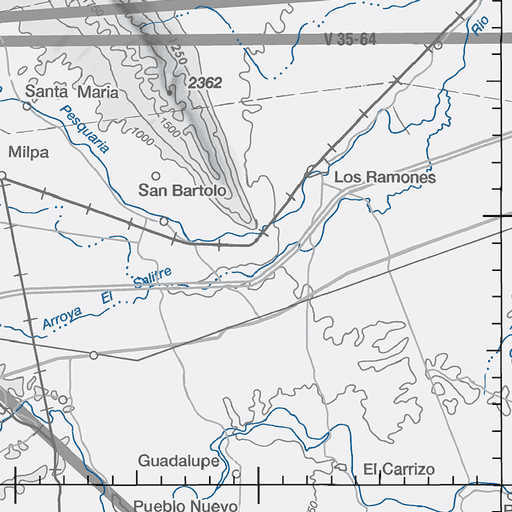 V 35-64
1250
2362
Santa Maria
Rio
Pesquaria
1000
1500
Milpa
San Bartolo
Los Ramones
Arroya El Salitre
Guadalupe
El Carrizo
Pueblo Nuevo